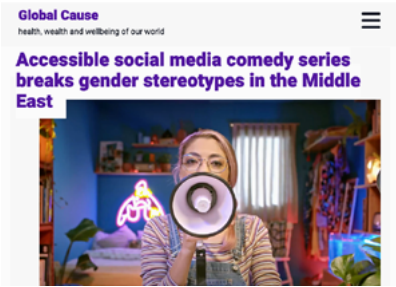 Global Cause
health, wealth and wellbeing of our world
Accessible social media comedy series
breaks gender stereotypes in the Middle
East